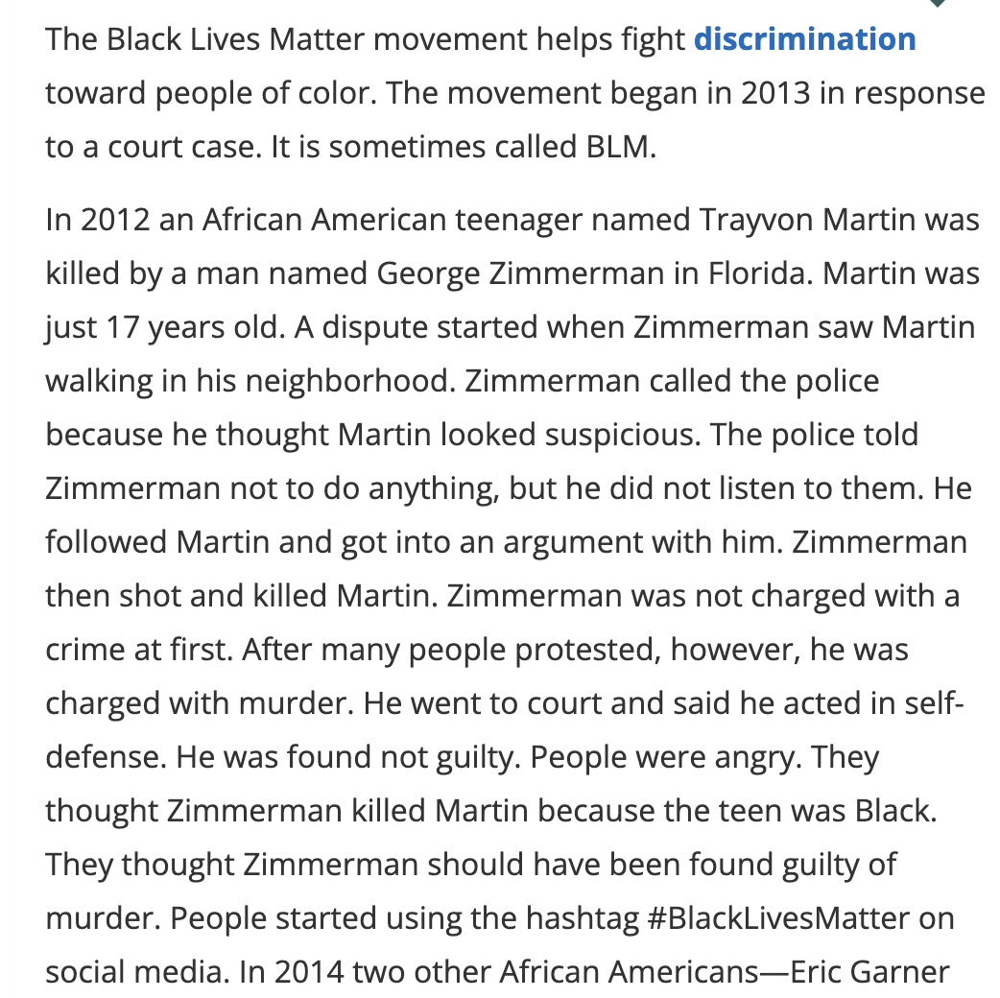 The Black Lives Matter movement helps fight discrimination
toward people of color. The movement began in 2013 in response
to a court case. It is sometimes called BLM.
In 2012 an African American teenager named Trayvon Martin was
killed by a man named George Zimmerman in Florida. Martin was
just 17 years old. A dispute started when Zimmerman saw Martin
walking in his neighborhood. Zimmerman called the police
because he thought Martin looked suspicious. The police told
Zimmerman not to do anything, but he did not listen to them. He
followed Martin and got into an argument with him. Zimmerman
then shot and killed Martin. Zimmerman was not charged with a
crime at first. After many people protested, however, he was
charged with murder. He went to court and said he acted in self-
defense. He was found not guilty. People were angry. They
thought Zimmerman killed Martin because the teen was Black.
They thought Zimmerman should have been found guilty of
murder. People started using the hashtag #BlackLivesMatter on
social media. In 2014 two other African Americans—Eric Garner